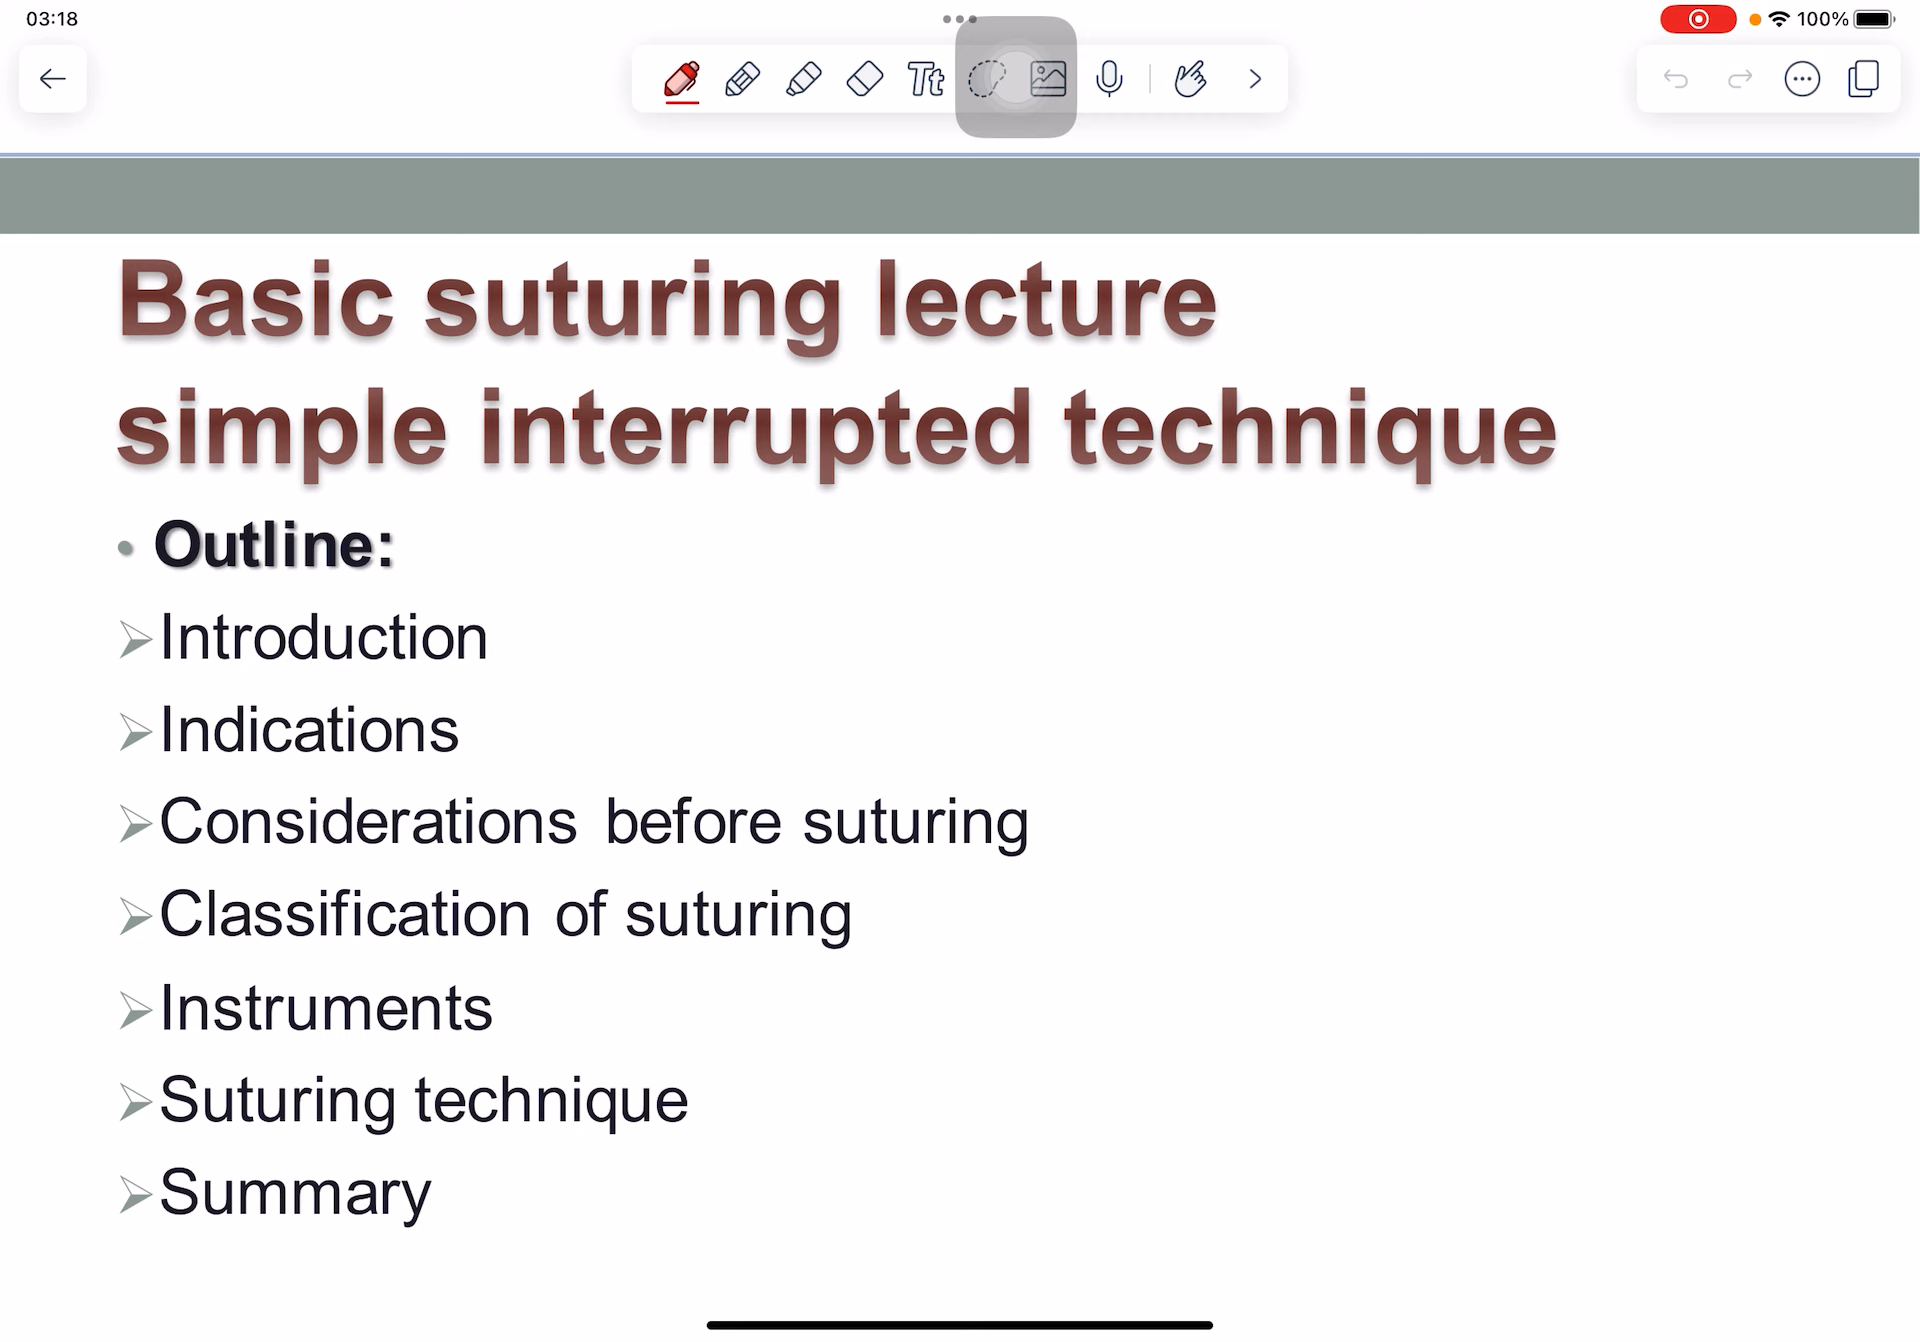 03:18
100%
Tt
Basic suturing lecture
simple interrupted technique
• Outline:
➢Introduction
➢Indications
➢Considerations before suturing
➢Classification of suturing
➢Instruments
➢Suturing technique
➢Summary